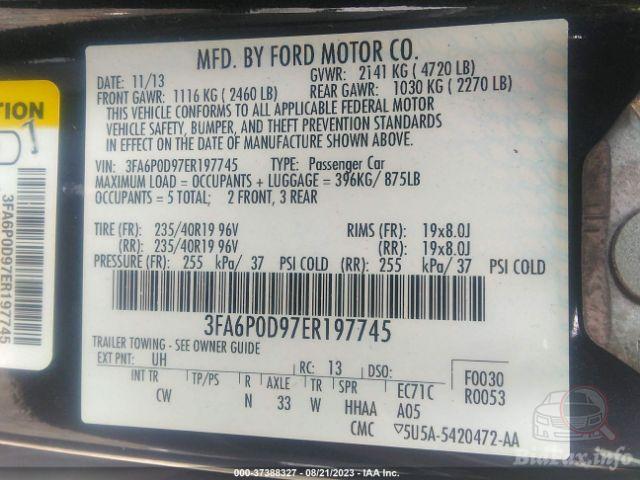 MFD. BY FORD MOTOR CO.
DATE: 11/13 GVWR: 2141 KG ( 4720 LB)
FRONT GAWR: 1116 KG ( 2460 LB) REAR GAWR: 1030 KG ( 2270 LB)
THIS VEHICLE CONFORMS TO ALL APPLICABLE FEDERAL MOTOR
VEHICLE SAFETY, BUMPER, AND THEFT PREVENTION STANDARDS
IN EFFECT ON THE DATE OF MANUFACTURE SHOWN ABOVE.
VIN: 3FA6P0D97ER197745 TYPE: Passenger Car
MAXIMUM LOAD = OCCUPANTS + LUGGAGE = 396KG/ 875LB
OCCUPANTS = 5 TOTAL; 2 FRONT, 3 REAR
TIRE (FR): 235/40R19 96V RIMS (FR): 19x8.0J
(RR): 235/40R19 96V (RR): 19x8.0J
PRESSURE (FR): 255 kPa/ 37 PSI COLD (RR): 255 kPa/ 37 PSI COLD
3FA6P0D97ER197745
TRAILER TOWING - SEE OWNER GUIDE
EXT PNT: UH RC: 13 DSO: F0030
INT TR TP/PS R AXLE TR SPR EC71C R0053
CW N 33 W HHAA A05
CMC ▽5U5A-5420472-AA
TION
1
3FA6P0D97ER197745
000-37388327 - 08/21/2023 - IAA Inc.
BidFax.info